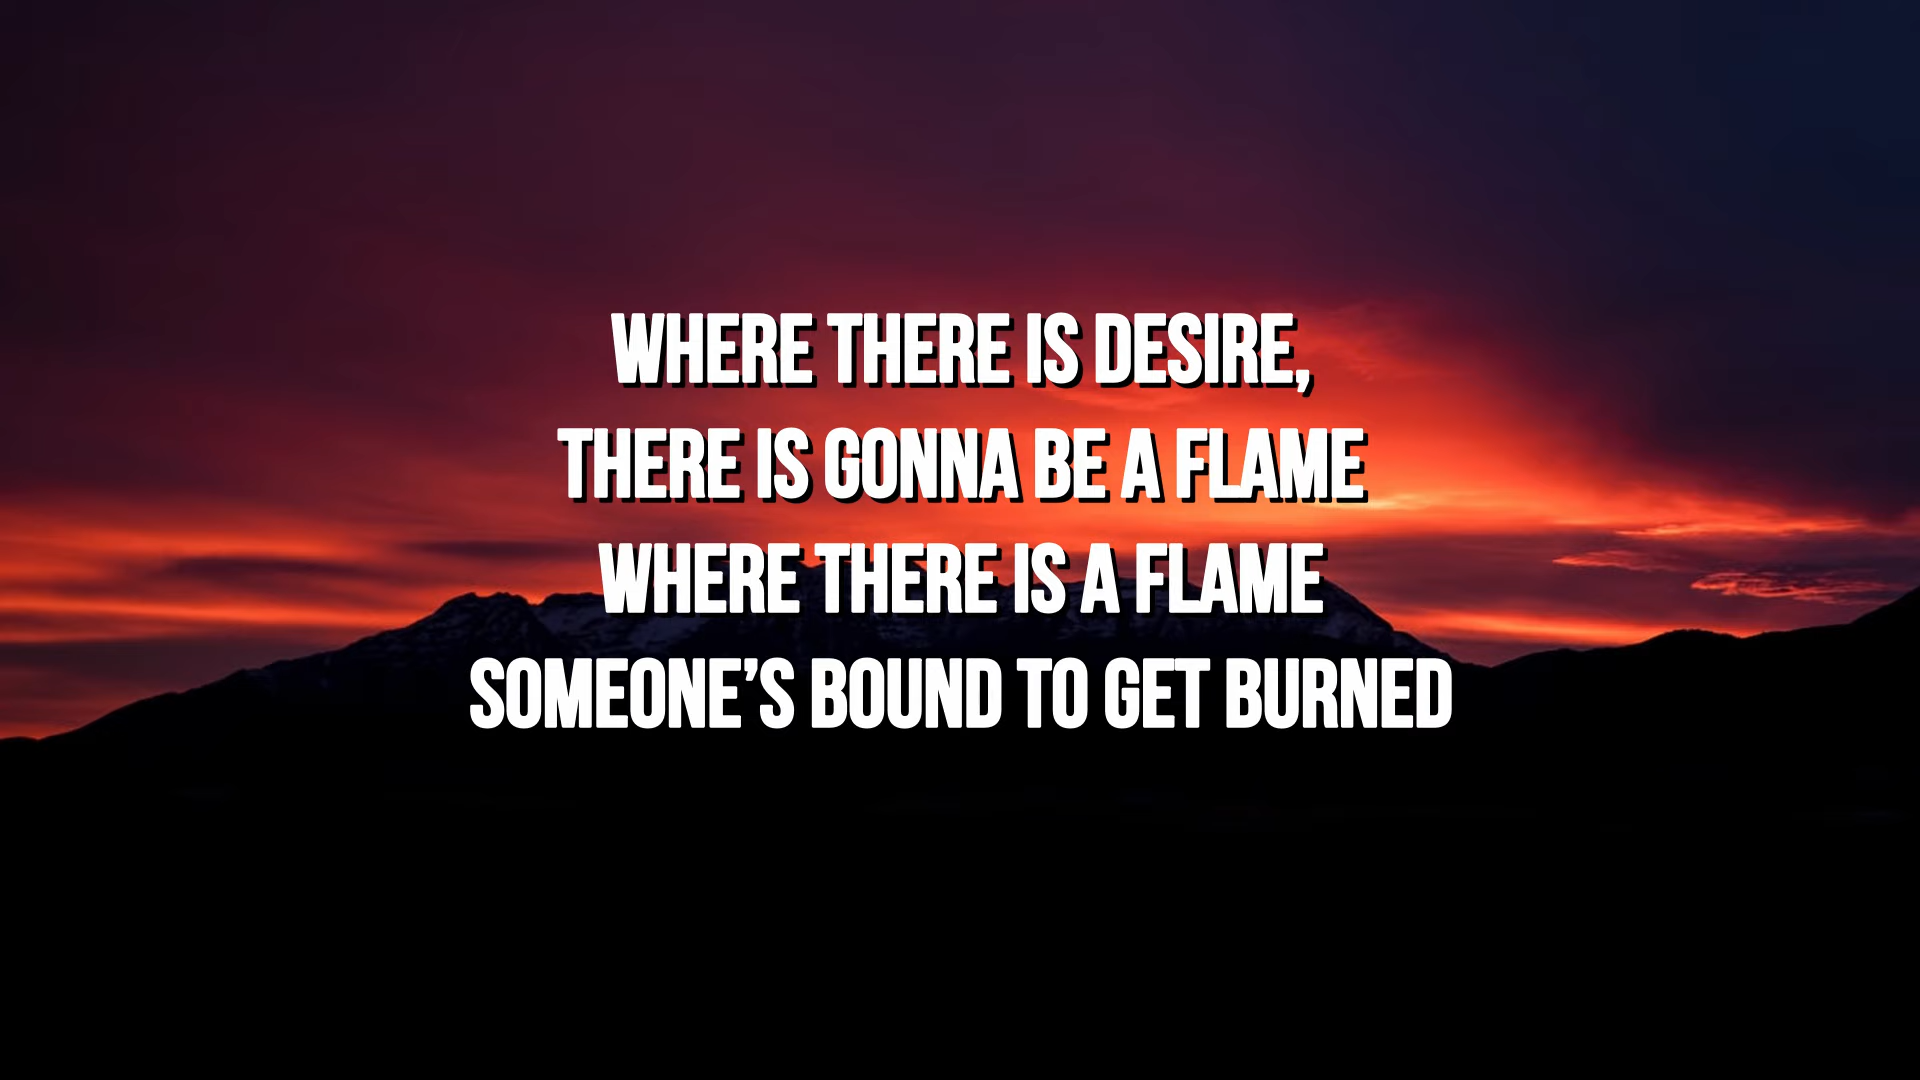 WHERE THERE IS DESIRE,
THERE IS GONNA BE A FLAME
WHERE THERE IS A FLAME
SOMEONE’S BOUND TO GET BURNED